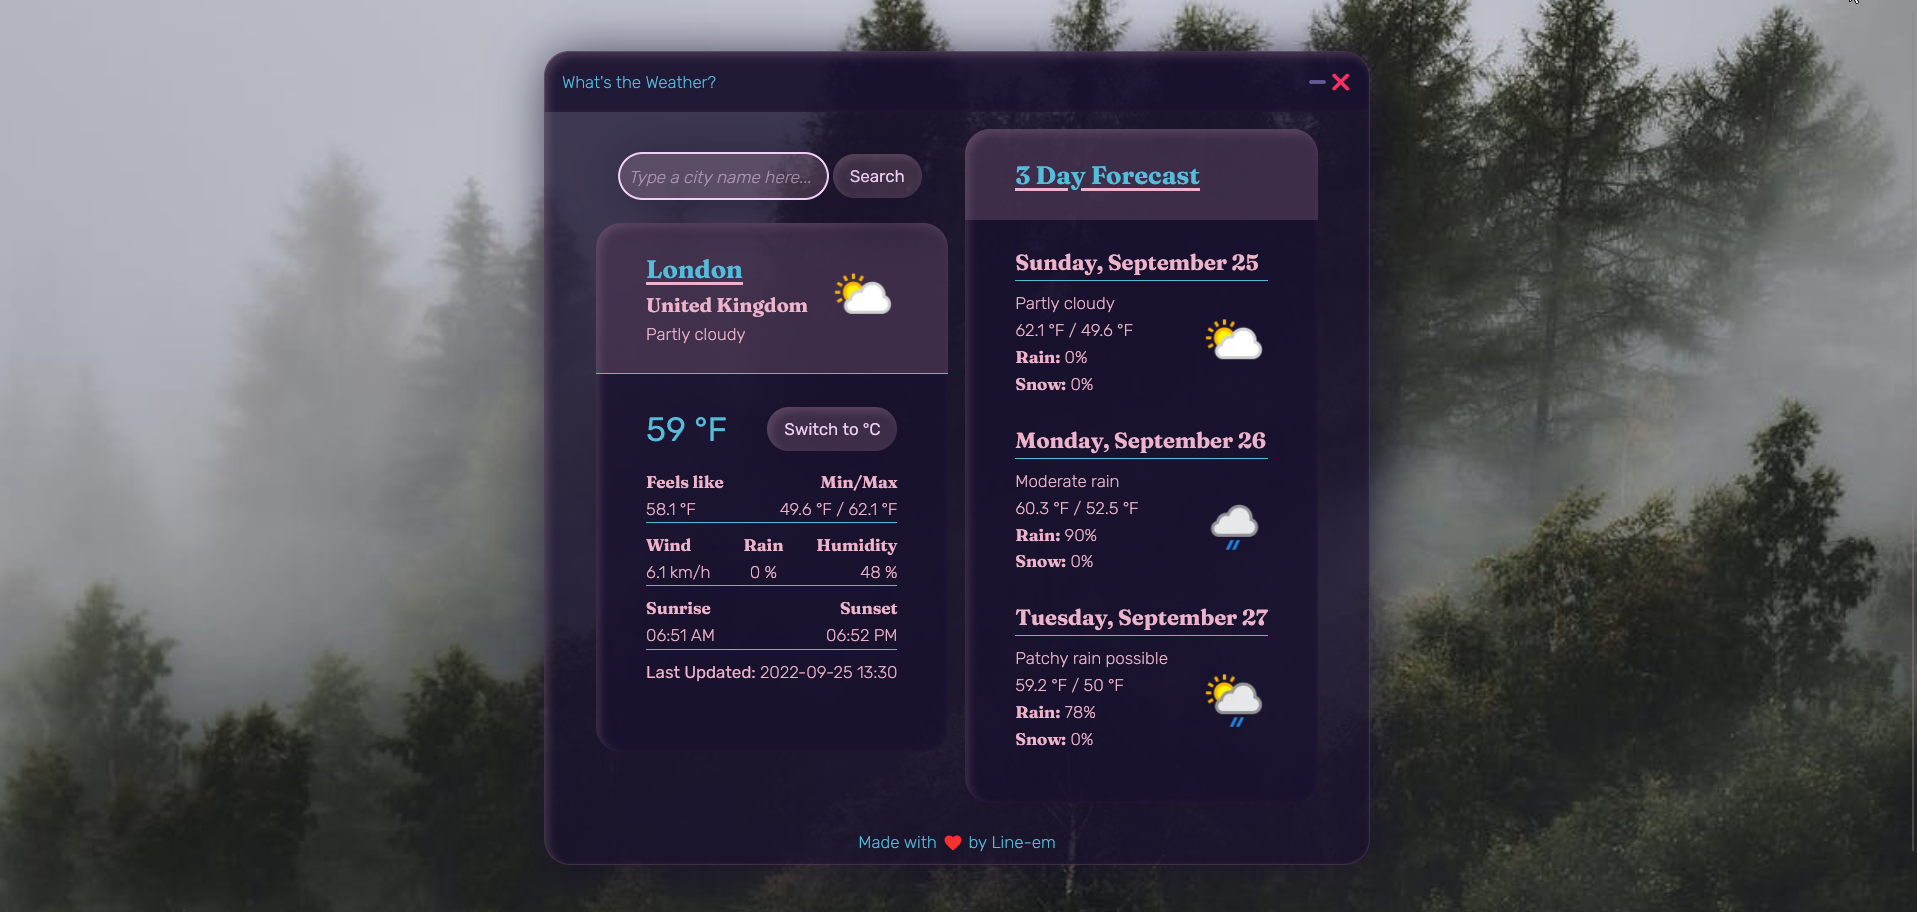 What's the Weather?
Type a city name here...
Search
London
United Kingdom
Partly cloudy
59 °F
Switch to °C
Feels like Min/Max
58.1 °F 49.6 °F / 62.1 °F
Wind Rain Humidity
6.1 km/h 0 % 48 %
Sunrise Sunset
06:51 AM 06:52 PM
Last Updated: 2022-09-25 13:30
3 Day Forecast
Sunday, September 25
Partly cloudy
62.1 °F / 49.6 °F
Rain: 0%
Snow: 0%
Monday, September 26
Moderate rain
60.3 °F / 52.5 °F
Rain: 90%
Snow: 0%
Tuesday, September 27
Patchy rain possible
59.2 °F / 50 °F
Rain: 78%
Snow: 0%
Made with ❤️ by Line-em